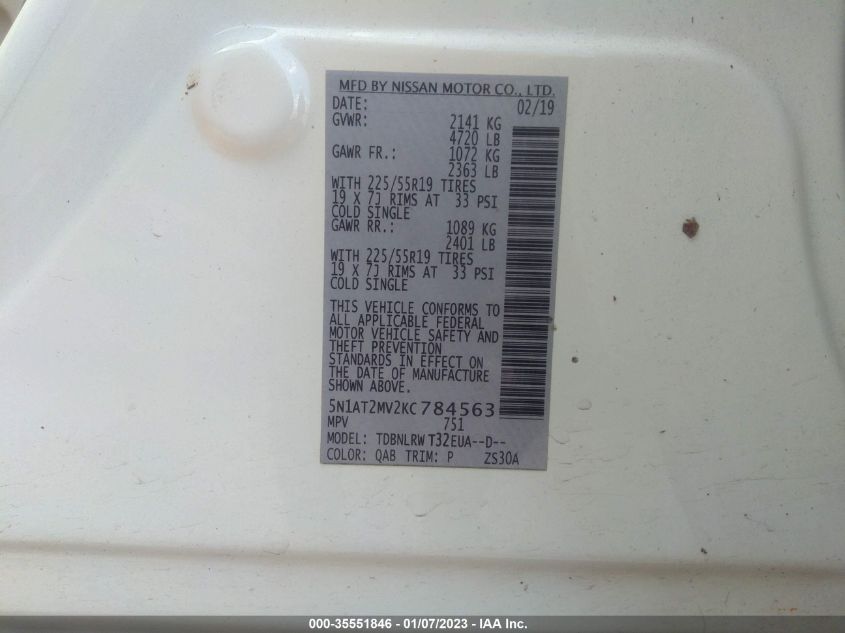 MFD BY NISSAN MOTOR CO., LTD.
DATE: 02/19
GVWR: 2141 KG
4720 LB
GAWR FR.: 1072 KG
2363 LB
WITH 225/55R19 TIRES
19 X 7J RIMS AT 33 PSI
COLD SINGLE
GAWR RR.: 1089 KG
2401 LB
WITH 225/55R19 TIRES
19 X 7J RIMS AT 33 PSI
COLD SINGLE
THIS VEHICLE CONFORMS TO
ALL APPLICABLE FEDERAL
MOTOR VEHICLE SAFETY AND
THEFT PREVENTION
STANDARDS IN EFFECT ON
THE DATE OF MANUFACTURE
SHOWN ABOVE.
5N1AT2MV2KC784563
MPV 751
MODEL: TDBNLRW T32EUA--D--
COLOR: QAB TRIM: P ZS30A
000-35551846 - 01/07/2023 - IAA Inc.